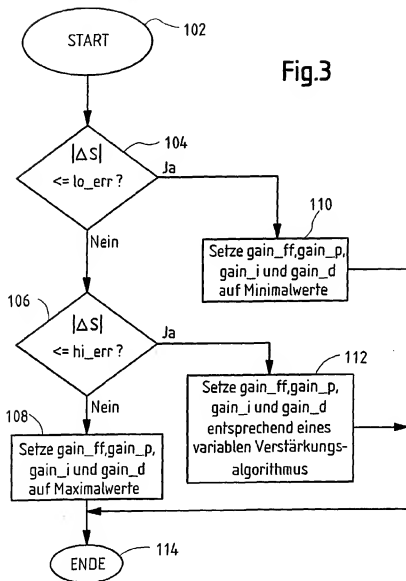 102
START
Fig.3
104
|ΔS|
<= lo_err ?
Ja
Nein
110
Setze gain_ff,gain_p,
gain_i und gain_d
auf Minimalwerte
106
|ΔS|
<= hi_err ?
Ja
Nein
112
Setze gain_ff,gain_p,
gain_i und gain_d
entsprechend eines
variablen Verstärkungs-
algorithmus
108
Setze gain_ff,gain_p,
gain_i und gain_d
auf Maximalwerte
ENDE
114